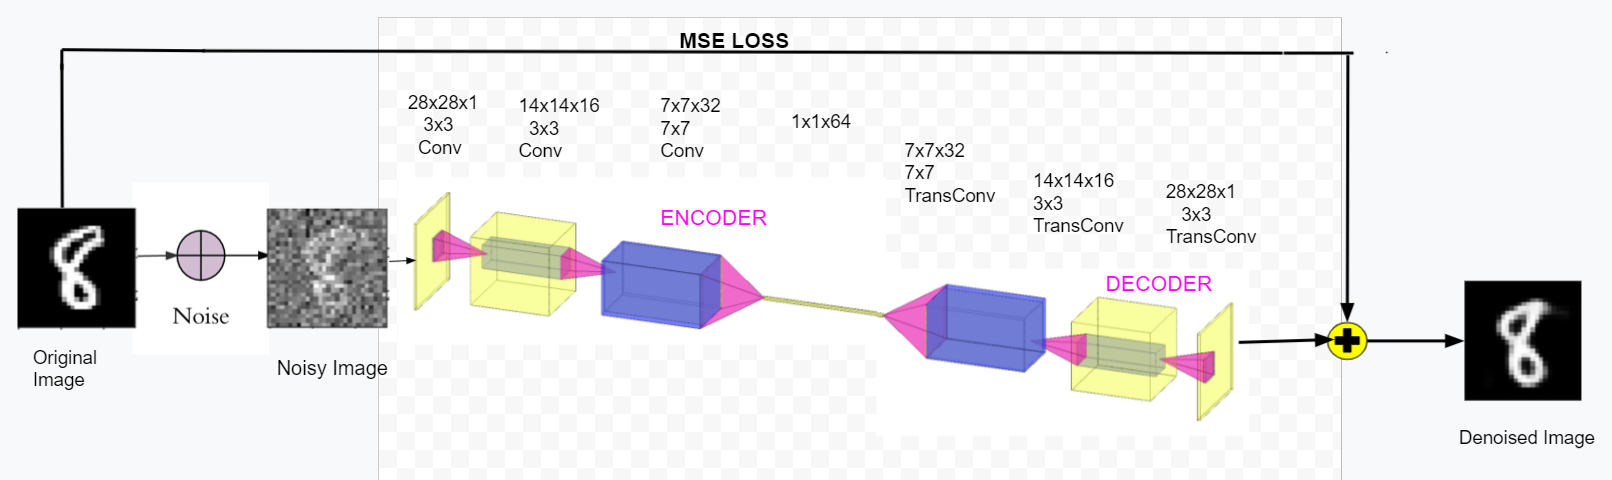 MSE LOSS
28x28x1
3x3
Conv
14x14x16
3x3
Conv
7x7x32
7x7
Conv
1x1x64
7x7x32
7x7
TransConv
14x14x16
3x3
TransConv
28x28x1
3x3
TransConv
ENCODER
DECODER
Noise
Original
Image
Noisy Image
Denoised Image